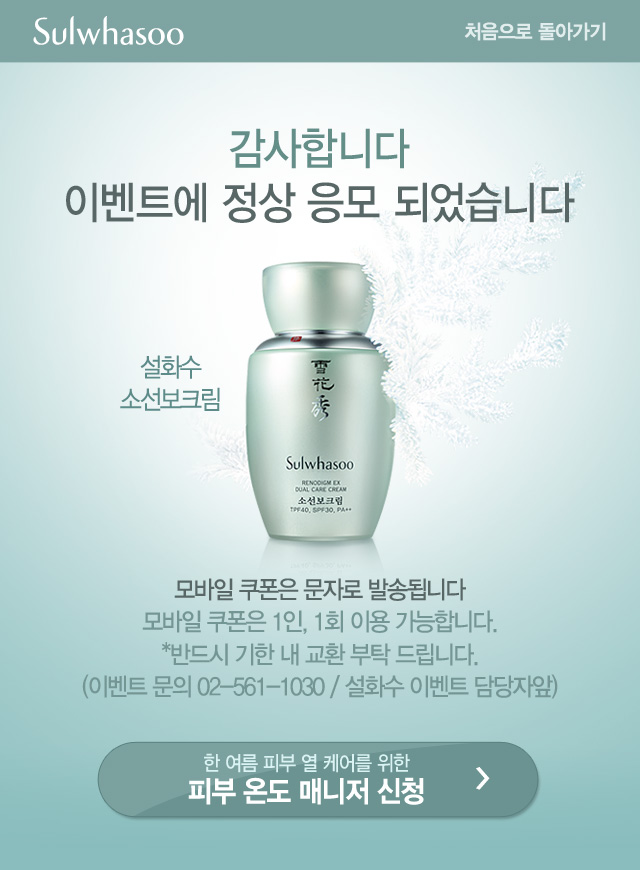 Sulwhasoo
처음으로 돌아가기
감사합니다
이벤트에 정상 응모 되었습니다
설화수
소선보크림
雪
花
秀
Sulwhasoo
RENODIGM EX
DUAL CARE CREAM
소선보크림
TPF40, SPF30, PA++
모바일 쿠폰은 문자로 발송됩니다
모바일 쿠폰은 1인, 1회 이용 가능합니다.
*반드시 기한 내 교환 부탁 드립니다.
(이벤트 문의 02-561-1030 / 설화수 이벤트 담당자앞)
한 여름 피부 열 케어를 위한
피부 온도 매니저 신청